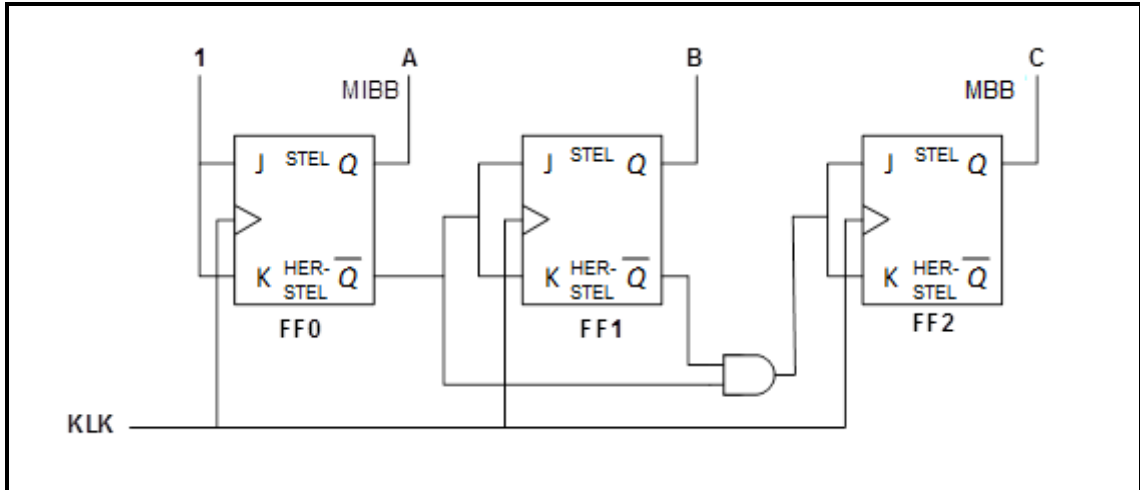 1 A B C
MIBB MBB
J STEL Q J STEL Q J STEL Q
K HER-STEL Q̅ K HER-STEL Q̅ K HER-STEL Q̅
FF0 FF1 FF2
KLK